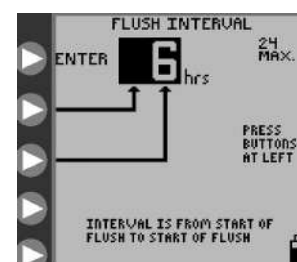 FLUSH INTERVAL
ENTER 6 hrs
24 MAX.
PRESS
BUTTONS
AT LEFT
INTERVAL IS FROM START OF
FLUSH TO START OF FLUSH